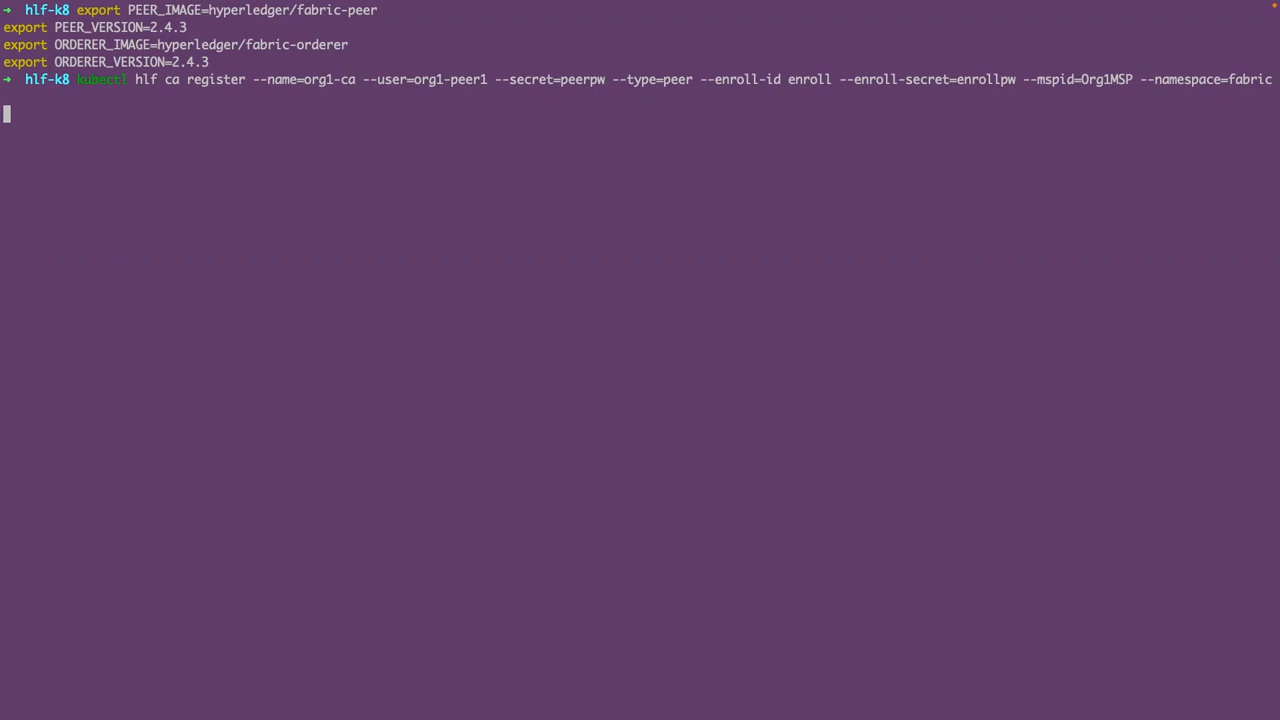 ➜ hlf-k8 export PEER_IMAGE=hyperledger/fabric-peer
export PEER_VERSION=2.4.3
export ORDERER_IMAGE=hyperledger/fabric-orderer
export ORDERER_VERSION=2.4.3
➜ hlf-k8 kubectl hlf ca register --name=org1-ca --user=org1-peer1 --secret=peerpw --type=peer --enroll-id enroll --enroll-secret=enrollpw --mspid=Org1MSP --namespace=fabric